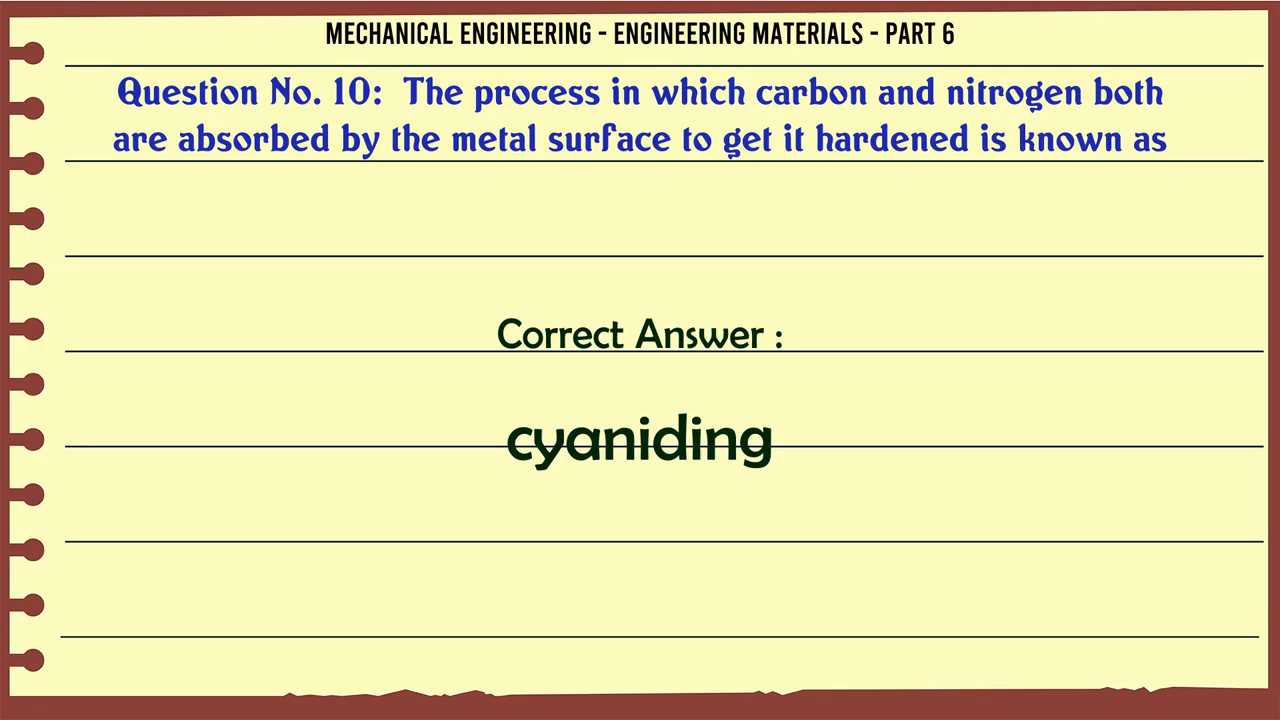 MECHANICAL ENGINEERING - ENGINEERING MATERIALS - PART 6
Question No. 10: The process in which carbon and nitrogen both
are absorbed by the metal surface to get it hardened is known as
Correct Answer :
cyaniding